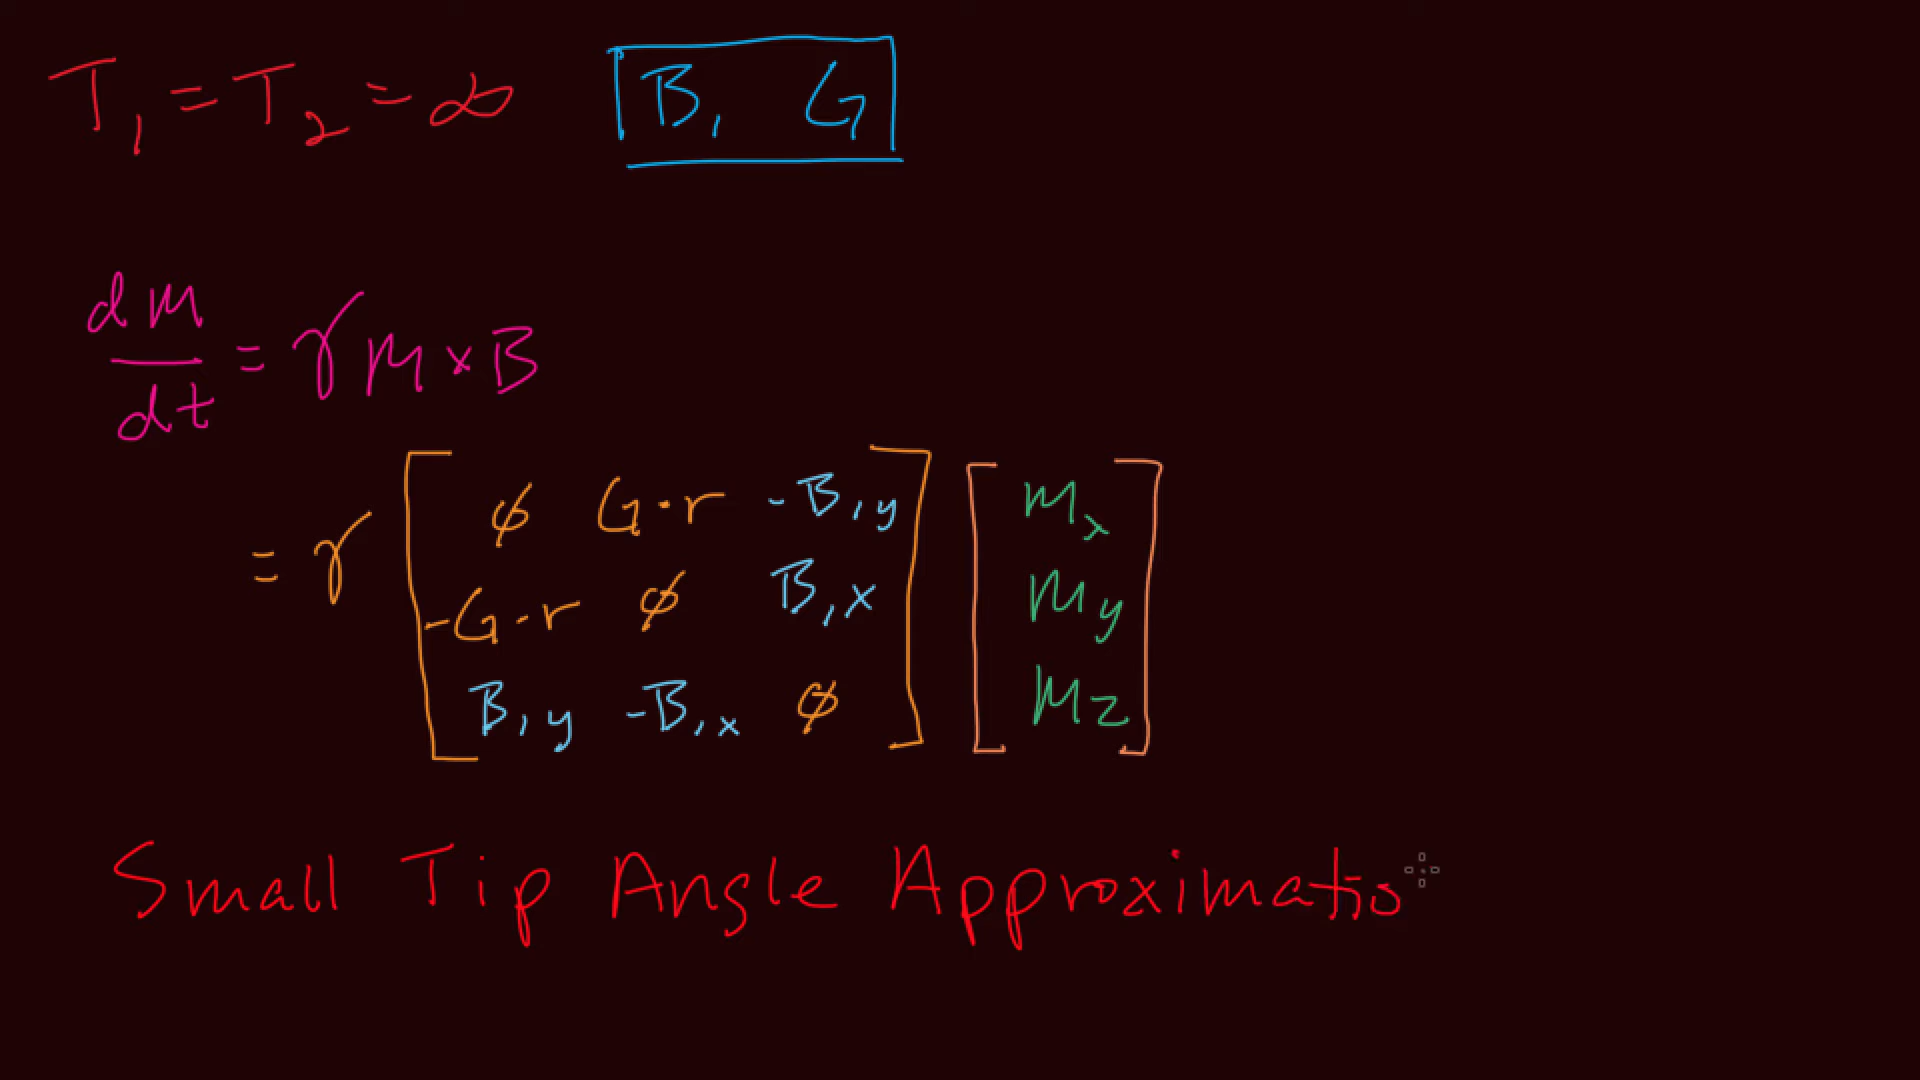 T₁ = T₂ = ∞ B₁ G
dM/dt = γ M × B
= γ [ ϕ G·r -B₁y ] [ Mx ]
[ -G·r ϕ B₁x ] [ My ]
[ B₁y -B₁x ϕ ] [ Mz ]
Small Tip Angle Approximatio